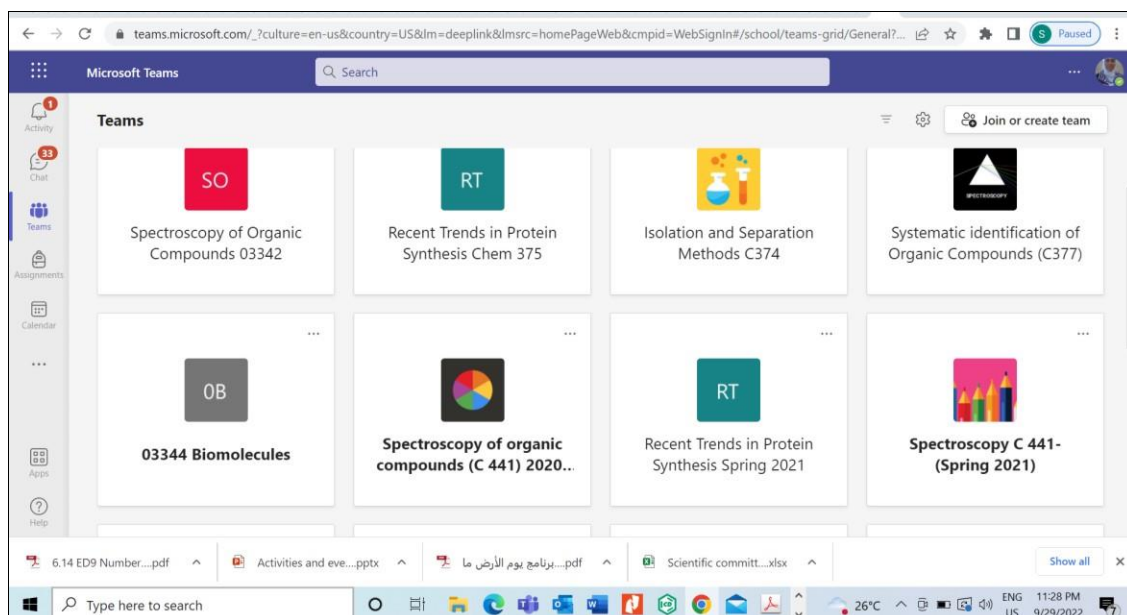 teams.microsoft.com/_?culture=en-us&country=US&lm=deeplink&lmsrc=homePageWeb&cmpid=WebSignIn#/school/teams-grid/General?...
S Paused
Microsoft Teams
Search
1
Activity
Teams
Join or create team
33
Chat
Teams
Assignments
Calendar
Apps
Help
SO
Spectroscopy of Organic
Compounds 03342
RT
Recent Trends in Protein
Synthesis Chem 375
Isolation and Separation
Methods C374
SPECTROSCOPY
Systematic identification of
Organic Compounds (C377)
0B
03344 Biomolecules
Spectroscopy of organic
compounds (C 441) 2020...
RT
Recent Trends in Protein
Synthesis Spring 2021
Spectroscopy C 441-
(Spring 2021)
6.14 ED9 Number....pdf
Activities and eve....pptx
برنامج يوم الأرض ما....pdf
Scientific committ....xlsx
Show all
Type here to search
26°C
ENG
US
11:28 PM
9/29/2022
7